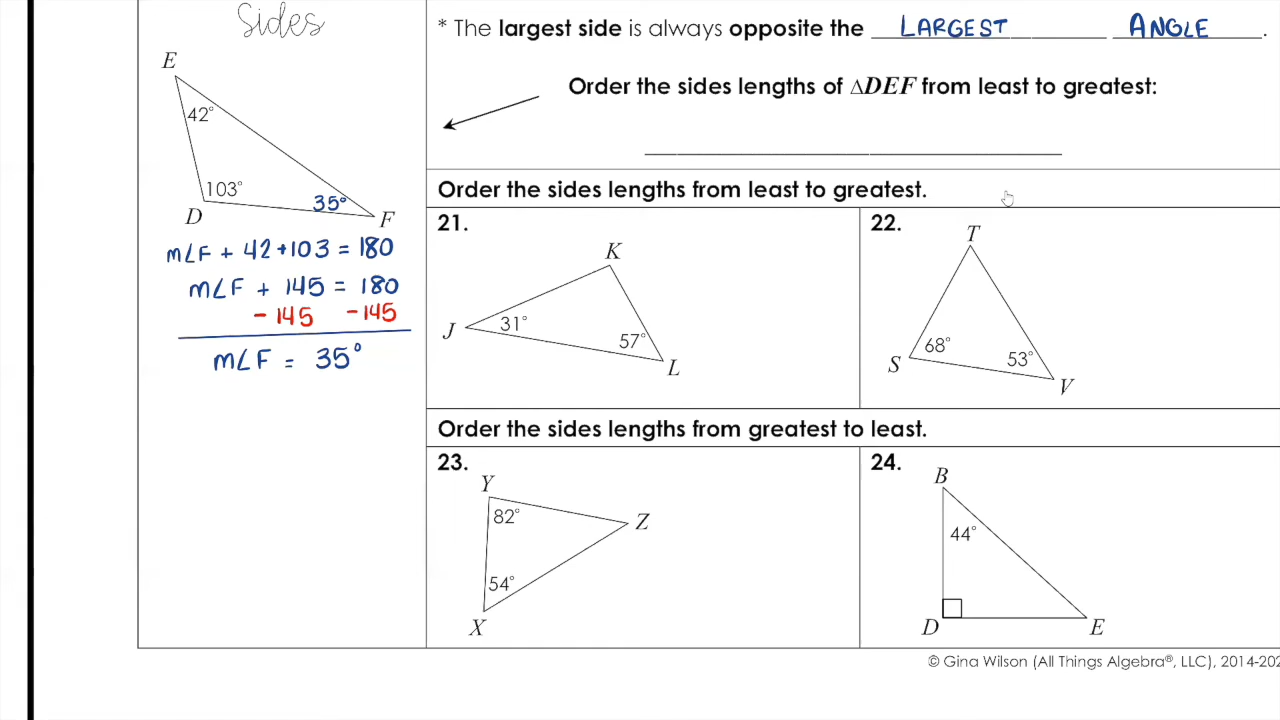 Sides
E
42°
103°
35°
D
F
m∠F + 42 + 103 = 180
m∠F + 145 = 180
- 145 - 145
m∠F = 35°
* The largest side is always opposite the LARGEST ANGLE.
Order the sides lengths of ΔDEF from least to greatest:
Order the sides lengths from least to greatest.
21.
K
J
31°
57°
L
22.
T
S
68°
53°
V
Order the sides lengths from greatest to least.
23.
Y
82°
Z
54°
X
24.
B
44°
D
E
© Gina Wilson (All Things Algebra®, LLC), 2014-202